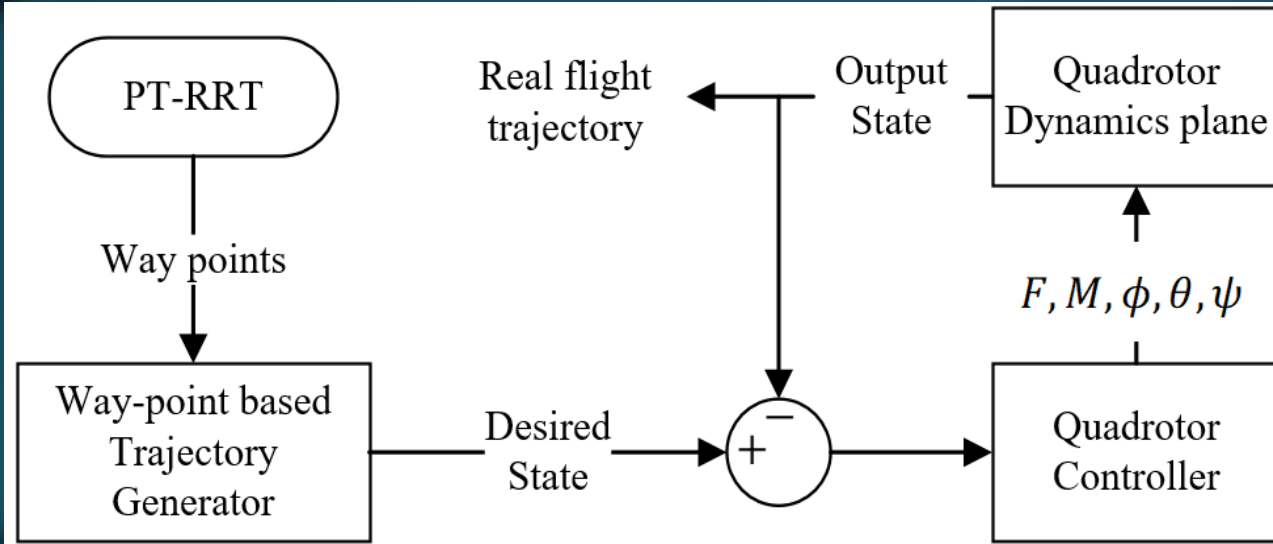 PT-RRT
Real flight
trajectory
Output
State
Quadrotor
Dynamics plane
Way points
F, M, ϕ, θ, ψ
Way-point based
Trajectory
Generator
Desired
State
+
−
Quadrotor
Controller